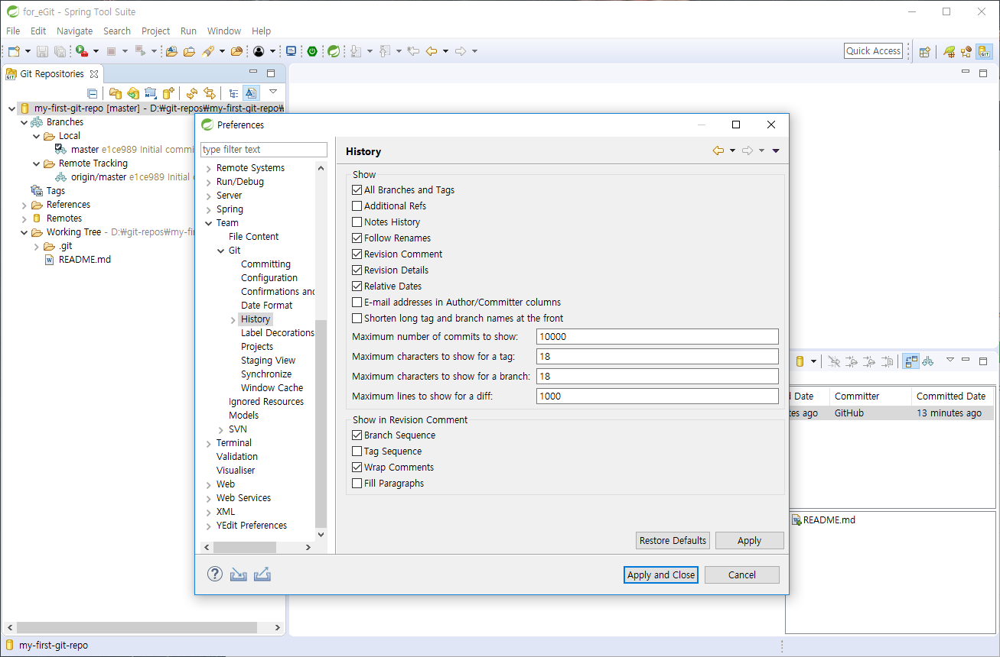 for_eGit - Spring Tool Suite
File Edit Navigate Search Project Run Window Help
Quick Access
Git Repositories
my-first-git-repo [master] - D:₩git-repos₩my-first-git-repo₩
Branches
Local
master e1ce989 Initial commi
Remote Tracking
origin/master e1ce989 Initial
Tags
References
Remotes
Working Tree - D:₩git-repos₩my-fir
.git
README.md
Preferences
type filter text
Remote Systems
Run/Debug
Server
Spring
Team
File Content
Git
Committing
Configuration
Confirmations and
Date Format
History
Label Decorations
Projects
Staging View
Synchronize
Window Cache
Ignored Resources
Models
SVN
Terminal
Validation
Visualiser
Web
Web Services
XML
YEdit Preferences
History
Show
All Branches and Tags
Additional Refs
Notes History
Follow Renames
Revision Comment
Revision Details
Relative Dates
E-mail addresses in Author/Committer columns
Shorten long tag and branch names at the front
Maximum number of commits to show: 10000
Maximum characters to show for a tag: 18
Maximum characters to show for a branch: 18
Maximum lines to show for a diff: 1000
Show in Revision Comment
Branch Sequence
Tag Sequence
Wrap Comments
Fill Paragraphs
Restore Defaults Apply
Apply and Close Cancel
d Date Committer Committed Date
tes ago GitHub 13 minutes ago
README.md
my-first-git-repo